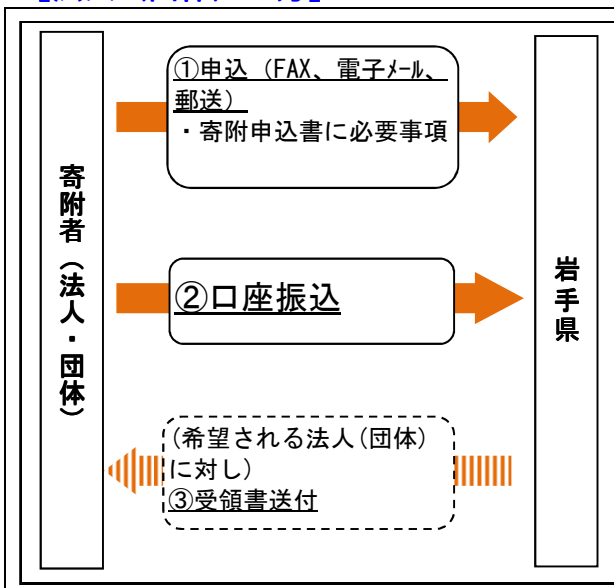 寄附者（法人・団体）
①申込（FAX、電子ﾒｰﾙ、
郵送）
・寄附申込書に必要事項
②口座振込
(希望される法人(団体)
に対し)
③受領書送付
岩手県